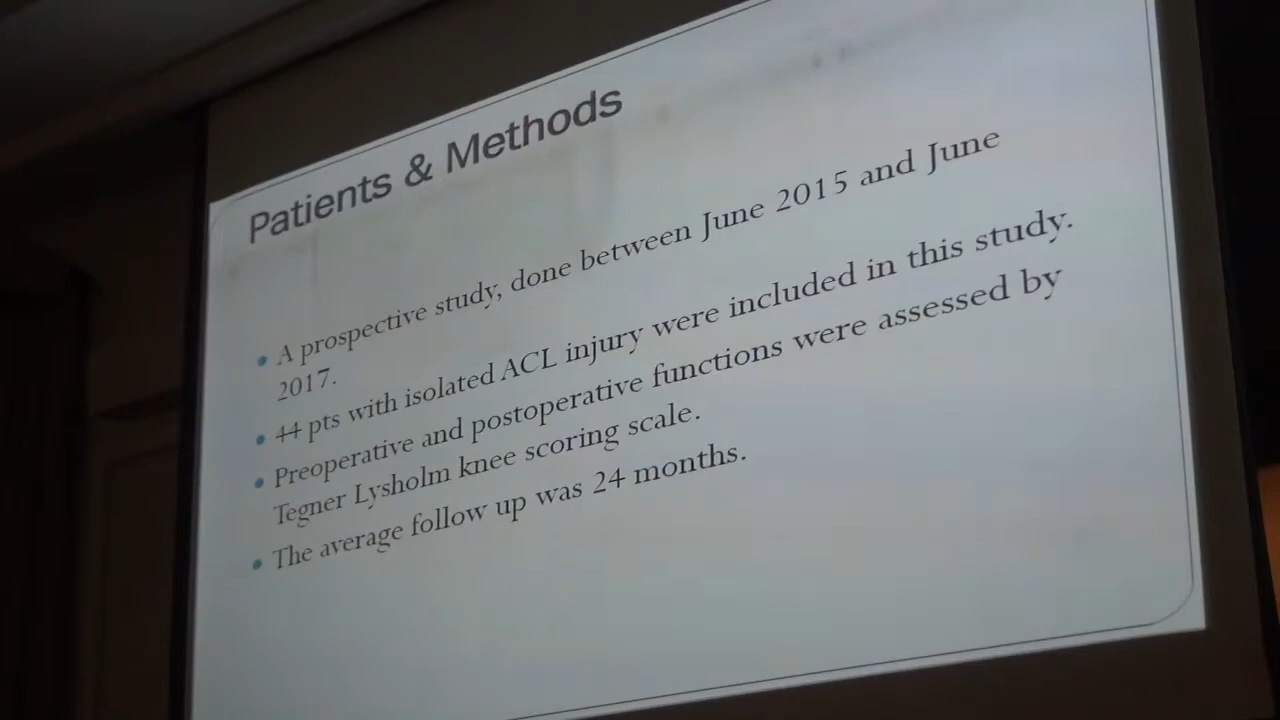 Patients & Methods
• A prospective study, done between June 2015 and June
2017.
• 44 pts with isolated ACL injury were included in this study.
• Preoperative and postoperative functions were assessed by
Tegner Lysholm knee scoring scale.
• The average follow up was 24 months.